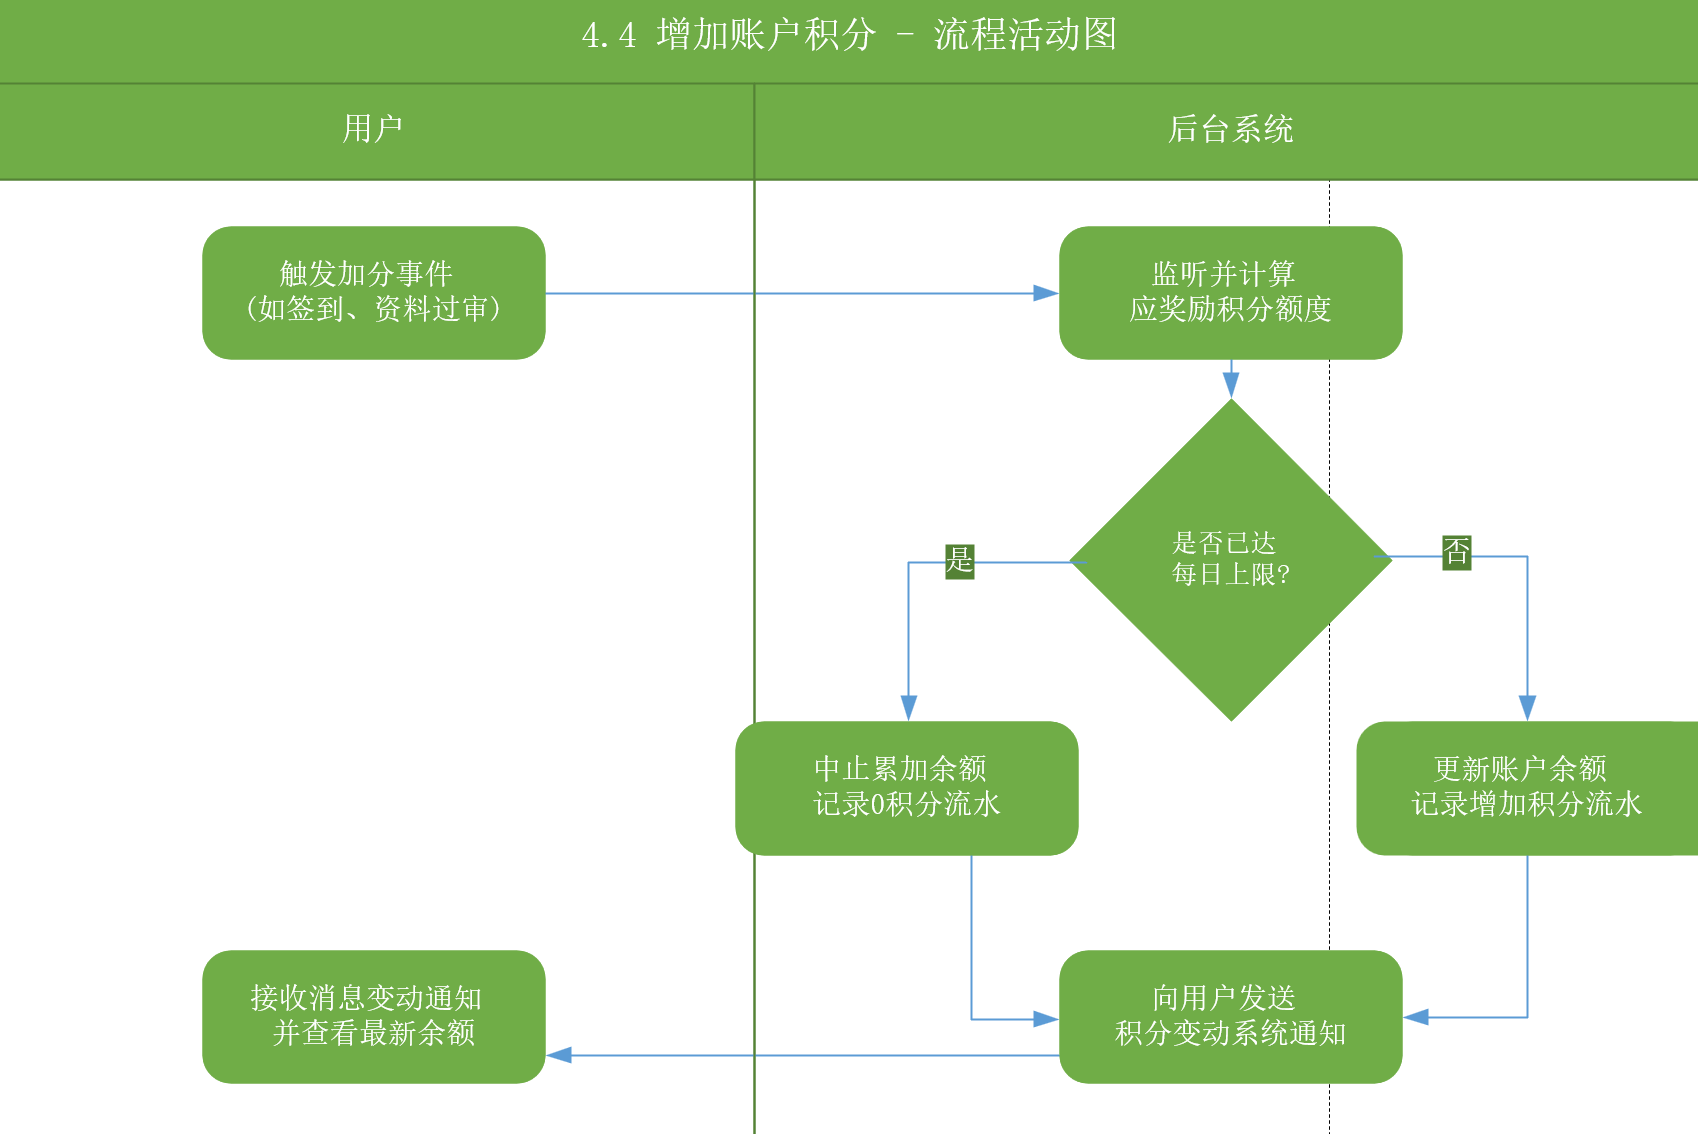 4.4 增加账户积分 - 流程活动图
用户
后台系统
触发加分事件
（如签到、资料过审）
监听并计算
应奖励积分额度
是否已达
每日上限?
是
否
中止累加余额
记录0积分流水
更新账户余额
记录增加积分流水
接收消息变动通知
并查看最新余额
向用户发送
积分变动系统通知